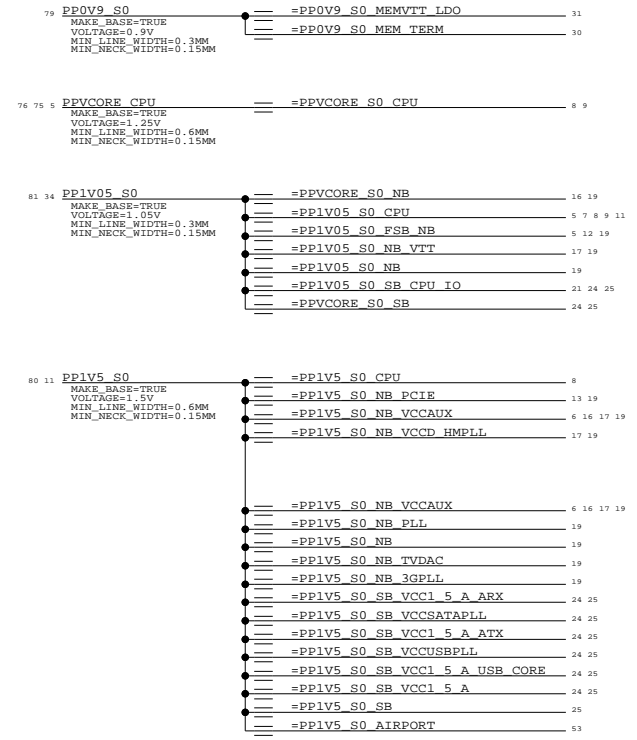 79 PP0V9_S0 =PP0V9_S0_MEMVTT_LDO 31
MAKE_BASE=TRUE
VOLTAGE=0.9V =PP0V9_S0_MEM_TERM 30
MIN_LINE_WIDTH=0.3MM
MIN_NECK_WIDTH=0.15MM
76 75 5 PPVCORE_CPU =PPVCORE_S0_CPU 8 9
MAKE_BASE=TRUE
VOLTAGE=1.25V
MIN_LINE_WIDTH=0.6MM
MIN_NECK_WIDTH=0.15MM
81 34 PP1V05_S0 =PPVCORE_S0_NB 16 19
MAKE_BASE=TRUE
VOLTAGE=1.05V =PP1V05_S0_CPU 5 7 8 9 11
MIN_LINE_WIDTH=0.3MM
MIN_NECK_WIDTH=0.15MM =PP1V05_S0_FSB_NB 5 12 19
=PP1V05_S0_NB_VTT 17 19
=PP1V05_S0_NB 19
=PP1V05_S0_SB_CPU_IO 21 24 25
=PPVCORE_S0_SB 24 25
80 11 PP1V5_S0 =PP1V5_S0_CPU 8
MAKE_BASE=TRUE
VOLTAGE=1.5V =PP1V5_S0_NB_PCIE 13 19
MIN_LINE_WIDTH=0.6MM
MIN_NECK_WIDTH=0.15MM =PP1V5_S0_NB_VCCAUX 6 16 17 19
=PP1V5_S0_NB_VCCD_HMPLL 17 19
=PP1V5_S0_NB_VCCAUX 6 16 17 19
=PP1V5_S0_NB_PLL 19
=PP1V5_S0_NB 19
=PP1V5_S0_NB_TVDAC 19
=PP1V5_S0_NB_3GPLL 19
=PP1V5_S0_SB_VCC1_5_A_ARX 24 25
=PP1V5_S0_SB_VCCSATAPLL 24 25
=PP1V5_S0_SB_VCC1_5_A_ATX 24 25
=PP1V5_S0_SB_VCCUSBPLL 24 25
=PP1V5_S0_SB_VCC1_5_A_USB_CORE 24 25
=PP1V5_S0_SB_VCC1_5_A 24 25
=PP1V5_S0_SB 25
=PP1V5_S0_AIRPORT 53